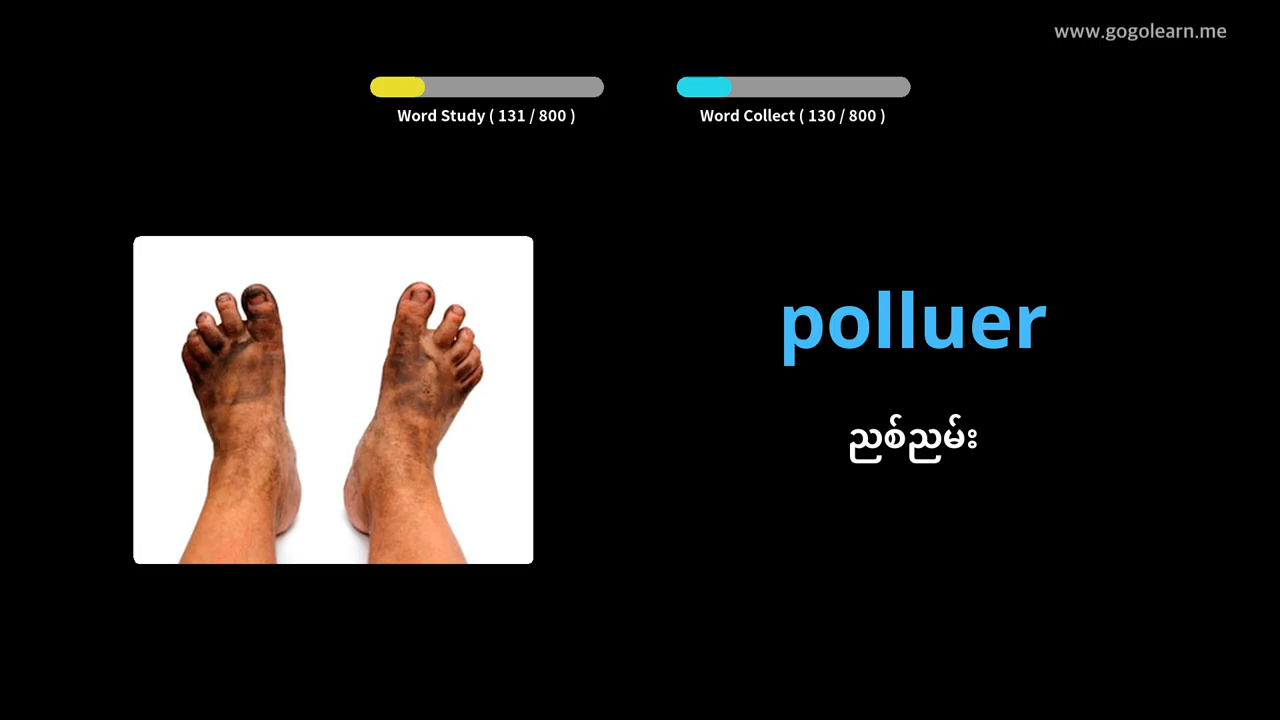 www.gogolearn.me
Word Study ( 131 / 800 )
Word Collect ( 130 / 800 )
polluer
ညစ်ညမ်း